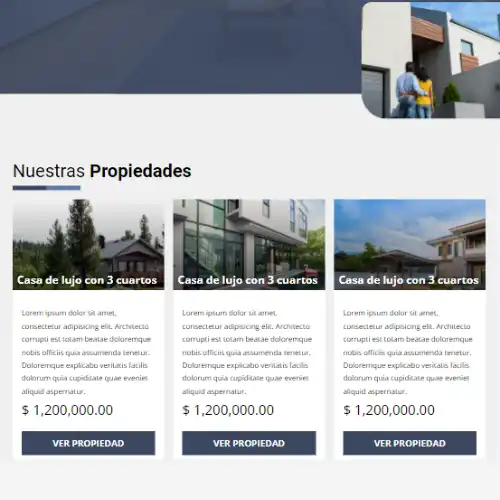 Nuestras Propiedades
Casa de lujo con 3 cuartos
Lorem ipsum dolor sit amet,
consectetur adipisicing elit. Architecto
corrupti est totam beatae doloremque
nobis officiis quia assumenda tenetur.
Doloremque explicabo veritatis facilis
dolorum quia cupiditate quae eveniet
aliquid aspernatur.
$ 1,200,000.00
VER PROPIEDAD
Casa de lujo con 3 cuartos
Lorem ipsum dolor sit amet,
consectetur adipisicing elit. Architecto
corrupti est totam beatae doloremque
nobis officiis quia assumenda tenetur.
Doloremque explicabo veritatis facilis
dolorum quia cupiditate quae eveniet
aliquid aspernatur.
$ 1,200,000.00
VER PROPIEDAD
Casa de lujo con 3 cuartos
Lorem ipsum dolor sit amet,
consectetur adipisicing elit. Architecto
corrupti est totam beatae doloremque
nobis officiis quia assumenda tenetur.
Doloremque explicabo veritatis facilis
dolorum quia cupiditate quae eveniet
aliquid aspernatur.
$ 1,200,000.00
VER PROPIEDAD